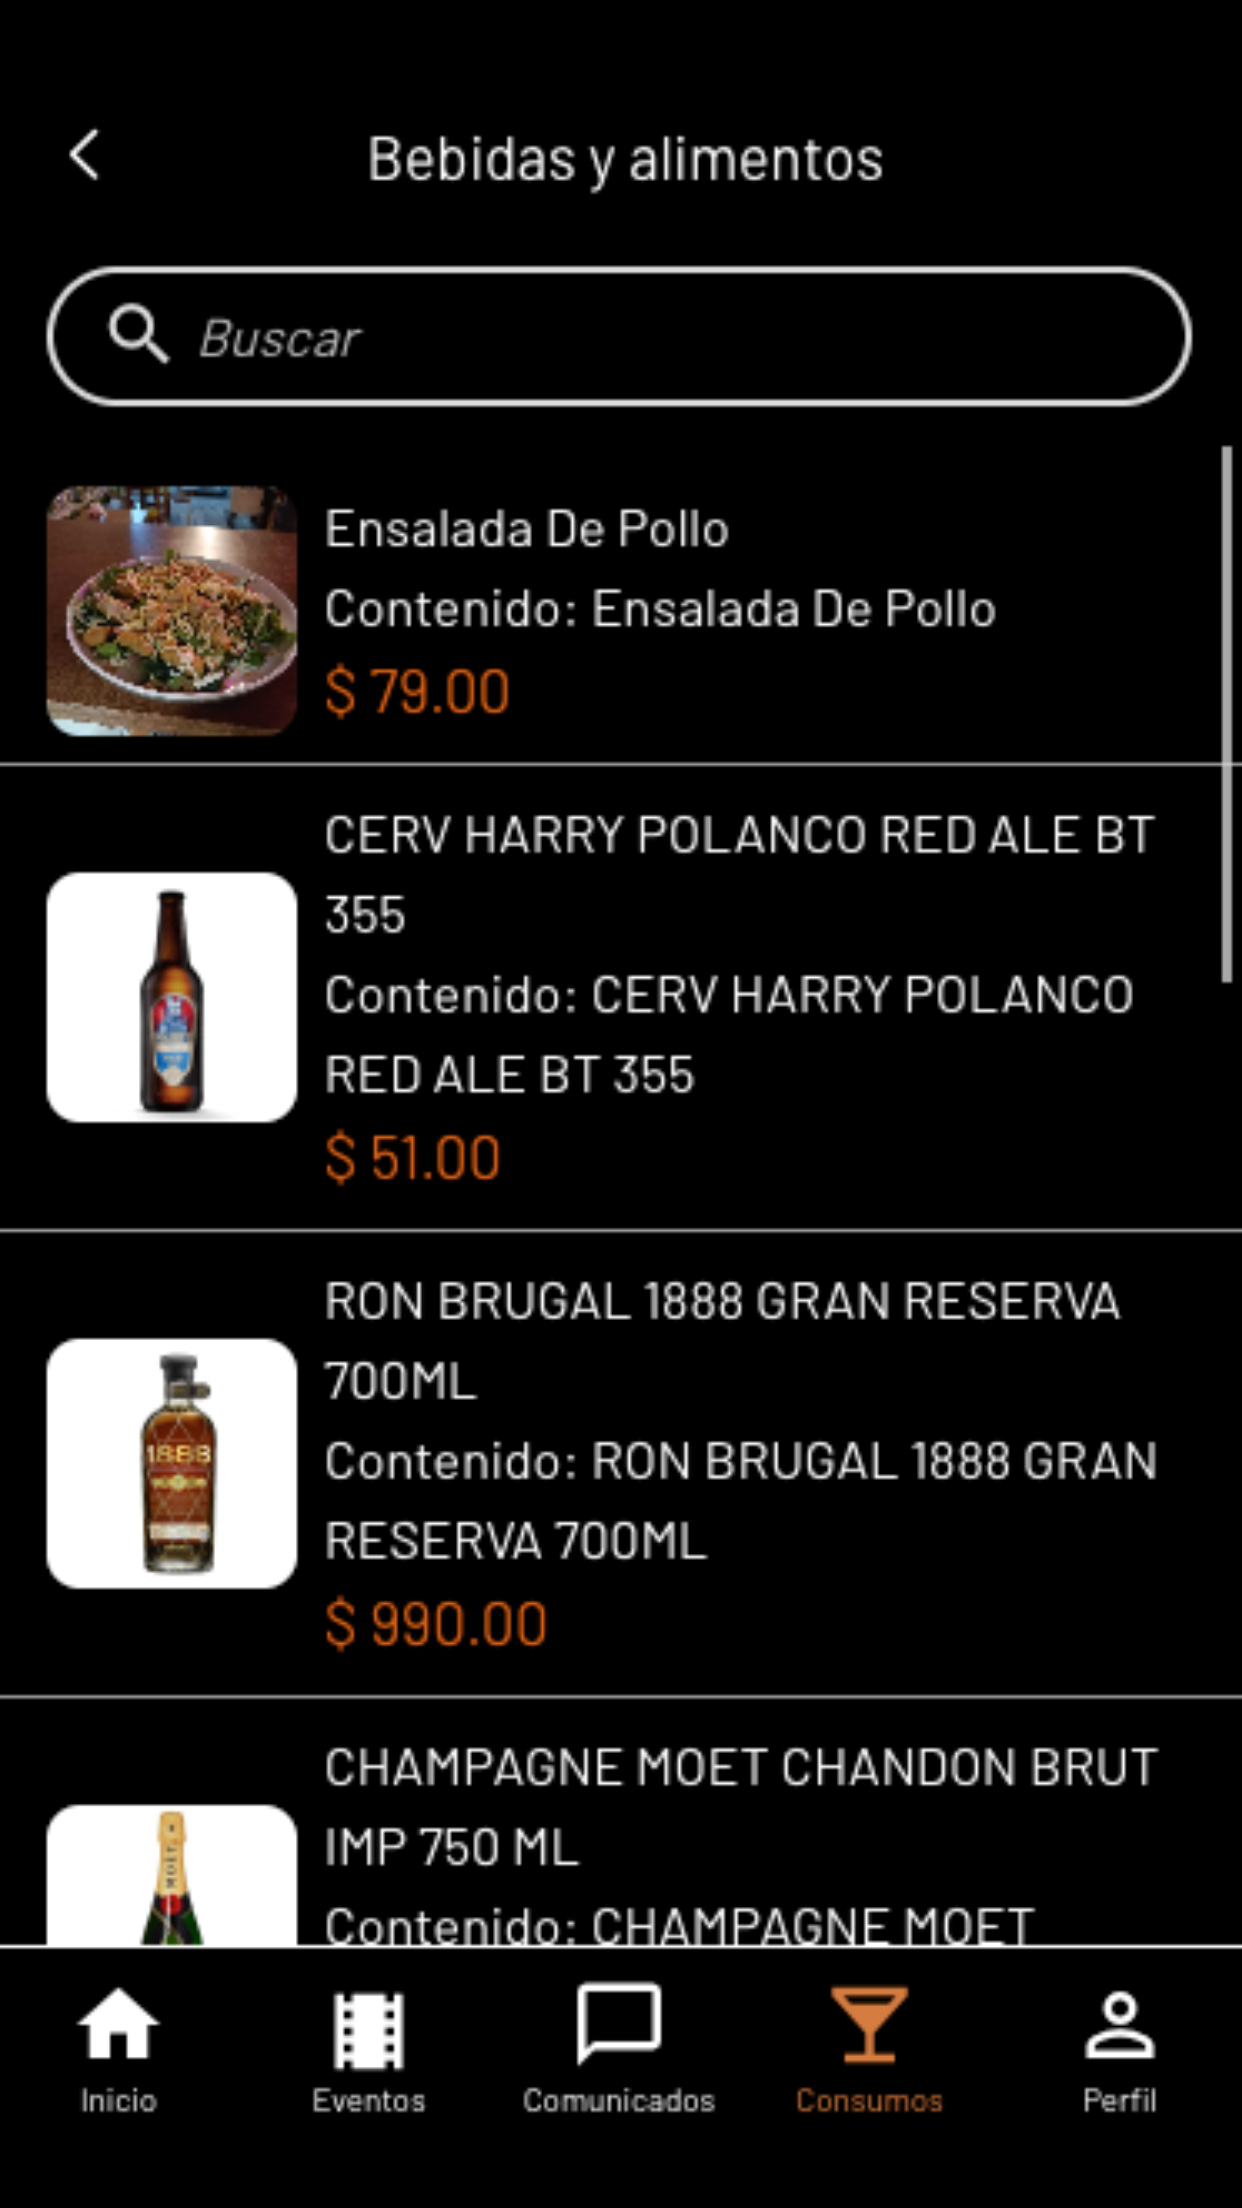 Bebidas y alimentos
Buscar
Ensalada De Pollo
Contenido: Ensalada De Pollo
$ 79.00
CERV HARRY POLANCO RED ALE BT
355
Contenido: CERV HARRY POLANCO
RED ALE BT 355
$ 51.00
RON BRUGAL 1888 GRAN RESERVA
700ML
Contenido: RON BRUGAL 1888 GRAN
RESERVA 700ML
$ 990.00
1888
CHAMPAGNE MOET CHANDON BRUT
IMP 750 ML
Contenido: CHAMPAGNE MOET
MOËT
Inicio
Eventos
Comunicados
Consumos
Perfil